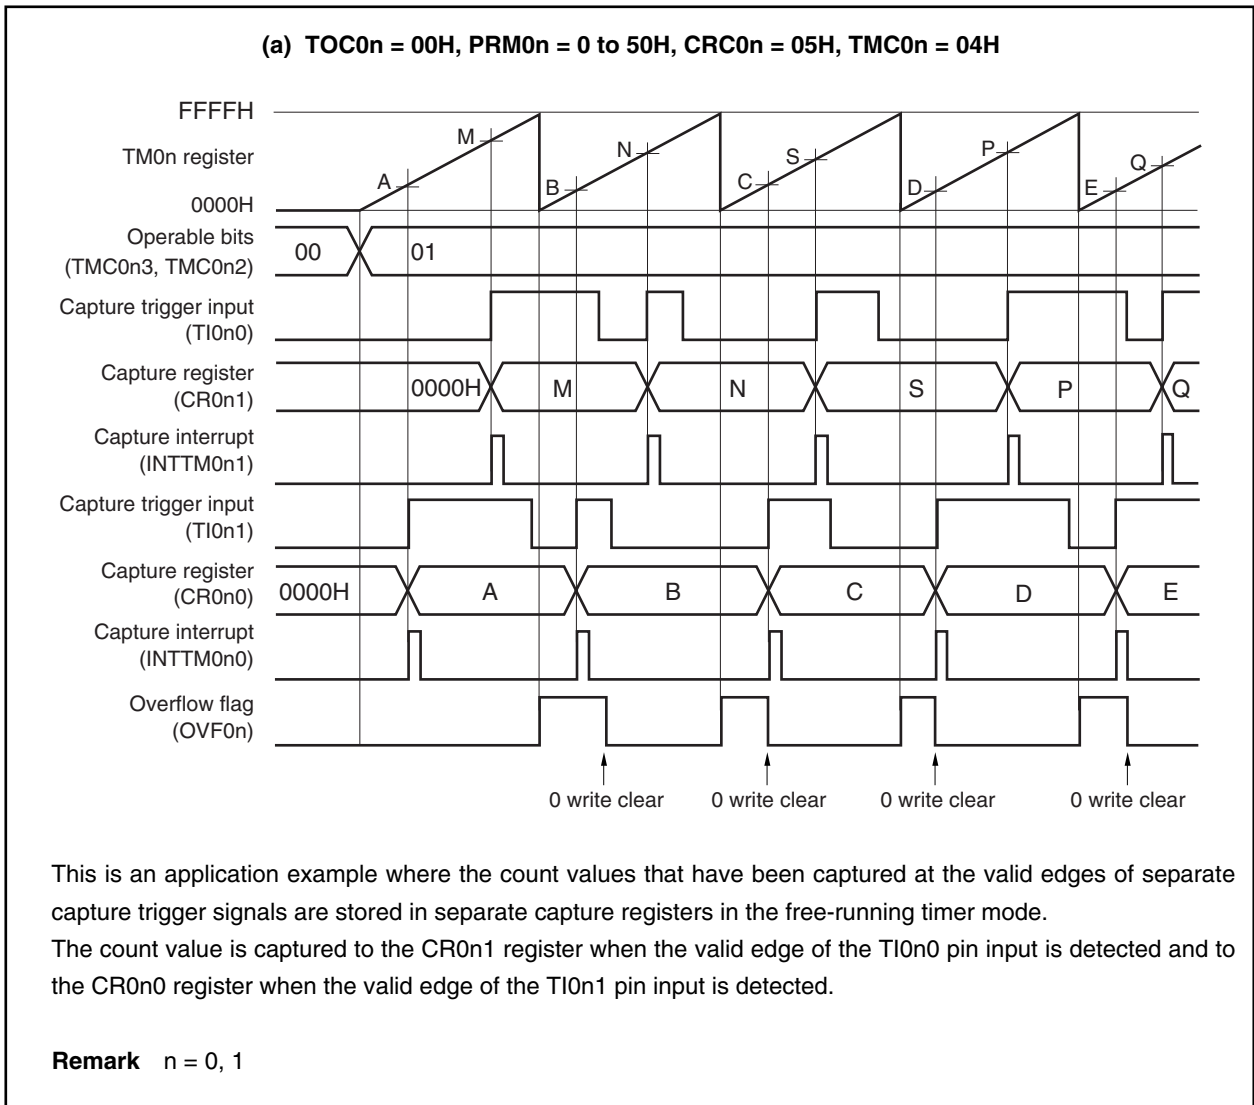 (a) TOC0n = 00H, PRM0n = 0 to 50H, CRC0n = 05H, TMC0n = 04H
FFFFH
TM0n register
0000H
A M B N C S D P E Q
Operable bits
(TMC0n3, TMC0n2)
00 01
Capture trigger input
(TI0n0)
Capture register
(CR0n1)
0000H M N S P Q
Capture interrupt
(INTTM0n1)
Capture trigger input
(TI0n1)
Capture register
(CR0n0)
0000H A B C D E
Capture interrupt
(INTTM0n0)
Overflow flag
(OVF0n)
0 write clear 0 write clear 0 write clear 0 write clear
This is an application example where the count values that have been captured at the valid edges of separate
capture trigger signals are stored in separate capture registers in the free-running timer mode.
The count value is captured to the CR0n1 register when the valid edge of the TI0n0 pin input is detected and to
the CR0n0 register when the valid edge of the TI0n1 pin input is detected.
Remark n = 0, 1